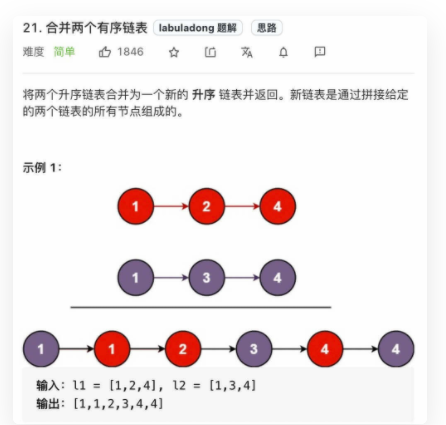 21. 合并两个有序链表 labuladong 题解 思路
难度 简单 1846
将两个升序链表合并为一个新的 升序 链表并返回。新链表是通过拼接给定
的两个链表的所有节点组成的。
示例 1：
1 2 4
1 3 4
1 1 2 3 4 4
输入：l1 = [1,2,4], l2 = [1,3,4]
输出：[1,1,2,3,4,4]